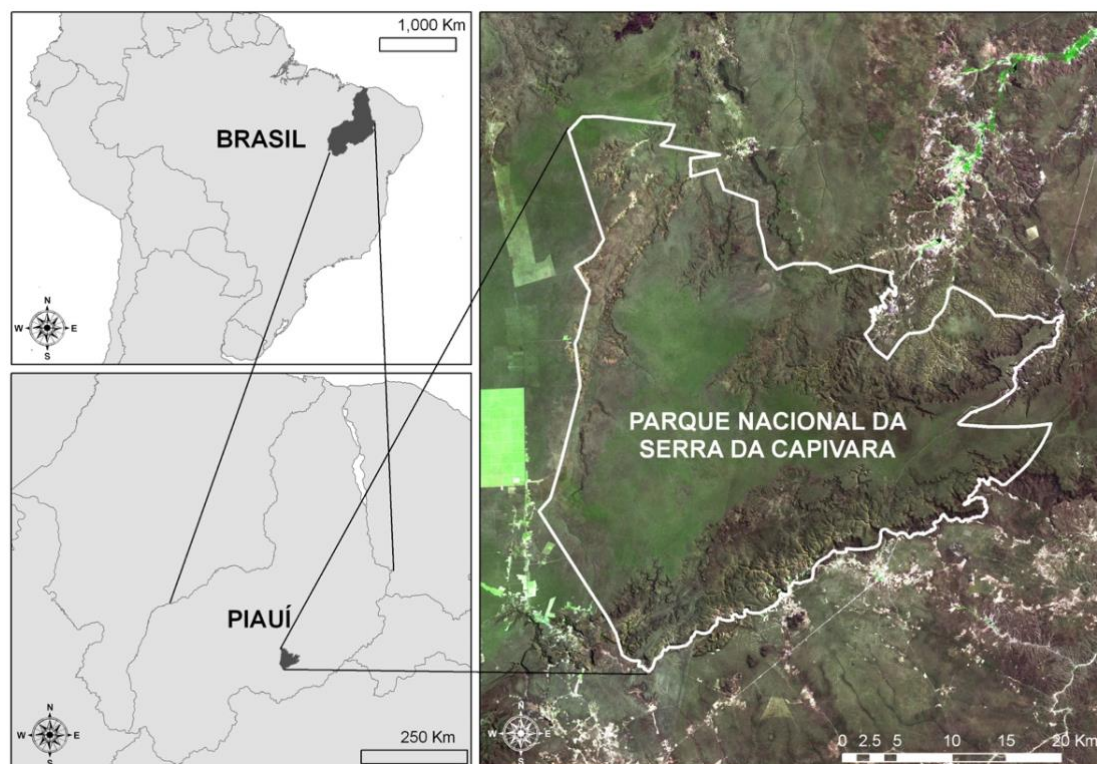 1,000 Km
BRASIL
N
W E
S
250 Km
PIAUÍ
N
W E
S
PARQUE NACIONAL DA
SERRA DA CAPIVARA
N
W E
S
0 2.5 5 10 15 20 Km